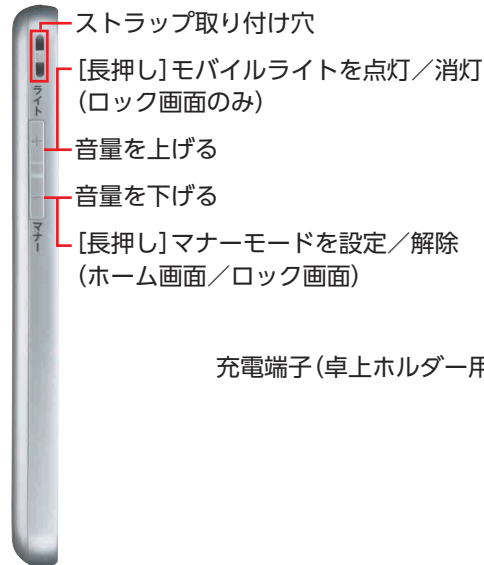 ストラップ取り付け穴
[長押し]モバイルライトを点灯／消灯
(ロック画面のみ)
ライト
＋
音量を上げる
音量を下げる
−
マナー
[長押し]マナーモードを設定／解除
(ホーム画面／ロック画面)
充電端子(卓上ホルダー用